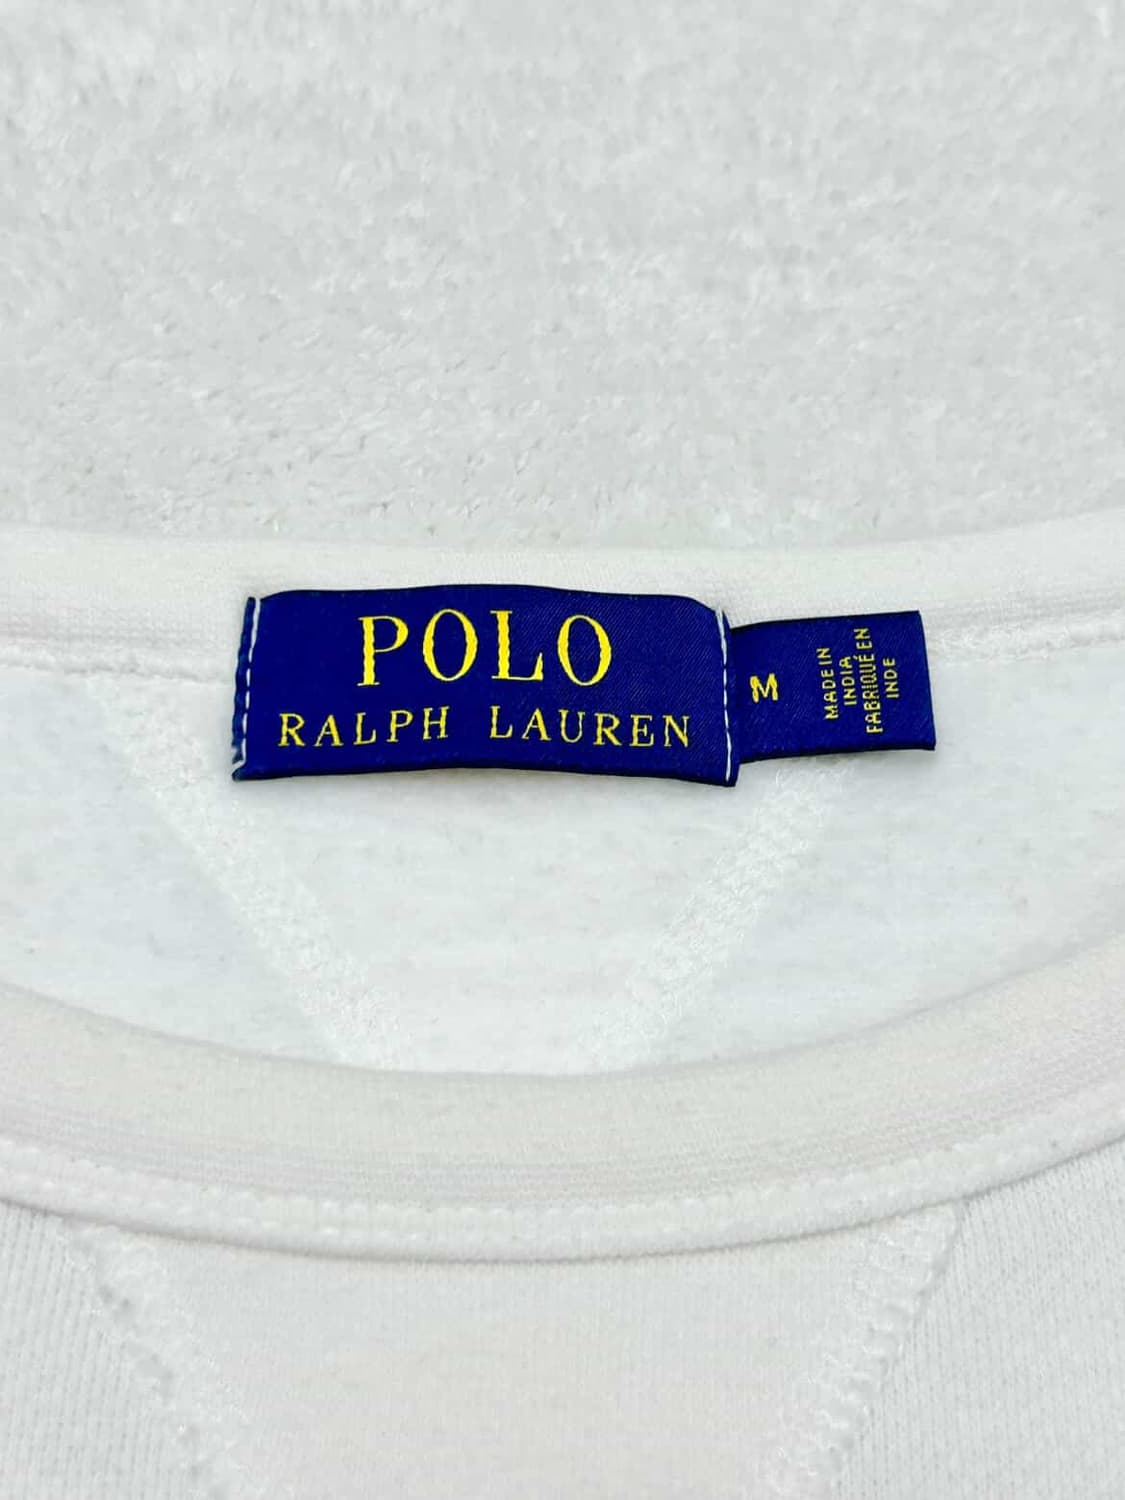 POLO
RALPH LAUREN
M
MADE IN
INDIA
FABRIQUÉ EN
INDE